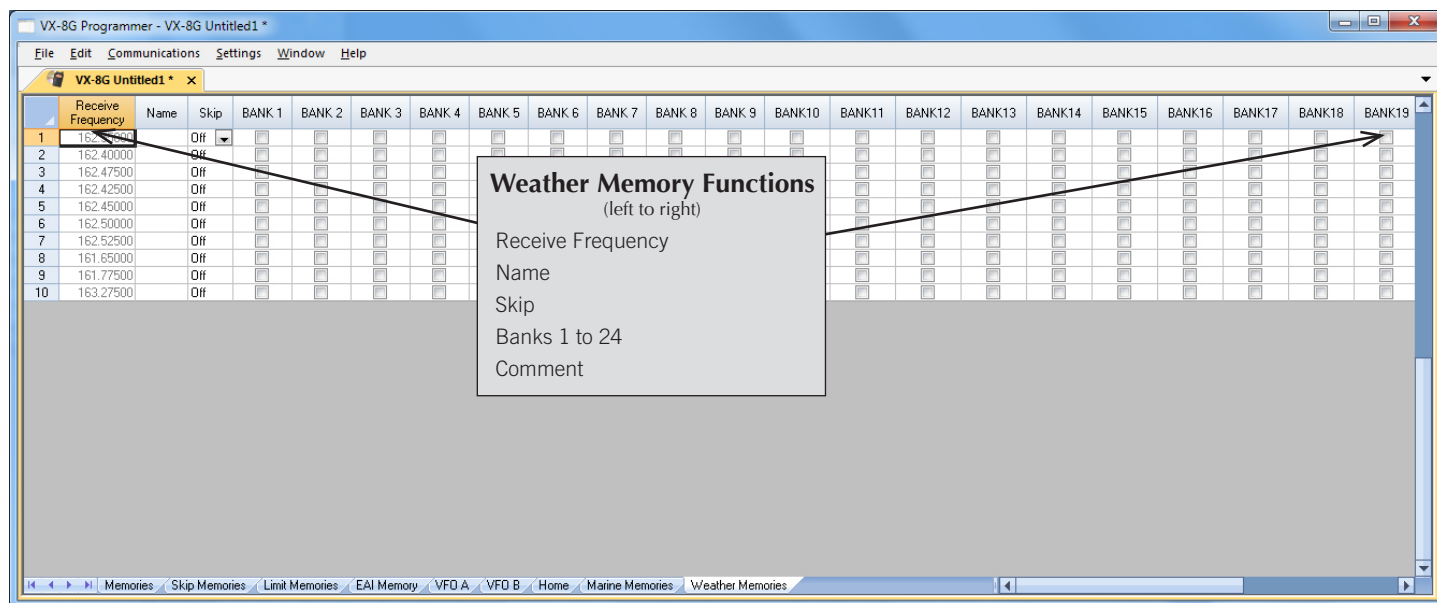 VX-8G Programmer - VX-8G Untitled1 *
File Edit Communications Settings Window Help
VX-8G Untitled1 *
Receive Frequency Name Skip BANK 1 BANK 2 BANK 3 BANK 4 BANK 5 BANK 6 BANK 7 BANK 8 BANK 9 BANK10 BANK11 BANK12 BANK13 BANK14 BANK15 BANK16 BANK17 BANK18 BANK19
1 Off
2 162.40000 Off
3 162.47500 Off
4 162.42500 Off
5 162.45000 Off
6 162.50000 Off
7 162.52500 Off
8 161.65000 Off
9 161.77500 Off
10 163.27500 Off
Weather Memory Functions
(left to right)
Receive Frequency
Name
Skip
Banks 1 to 24
Comment
Memories Skip Memories Limit Memories EAI Memory VFO A VFO B Home Marine Memories Weather Memories